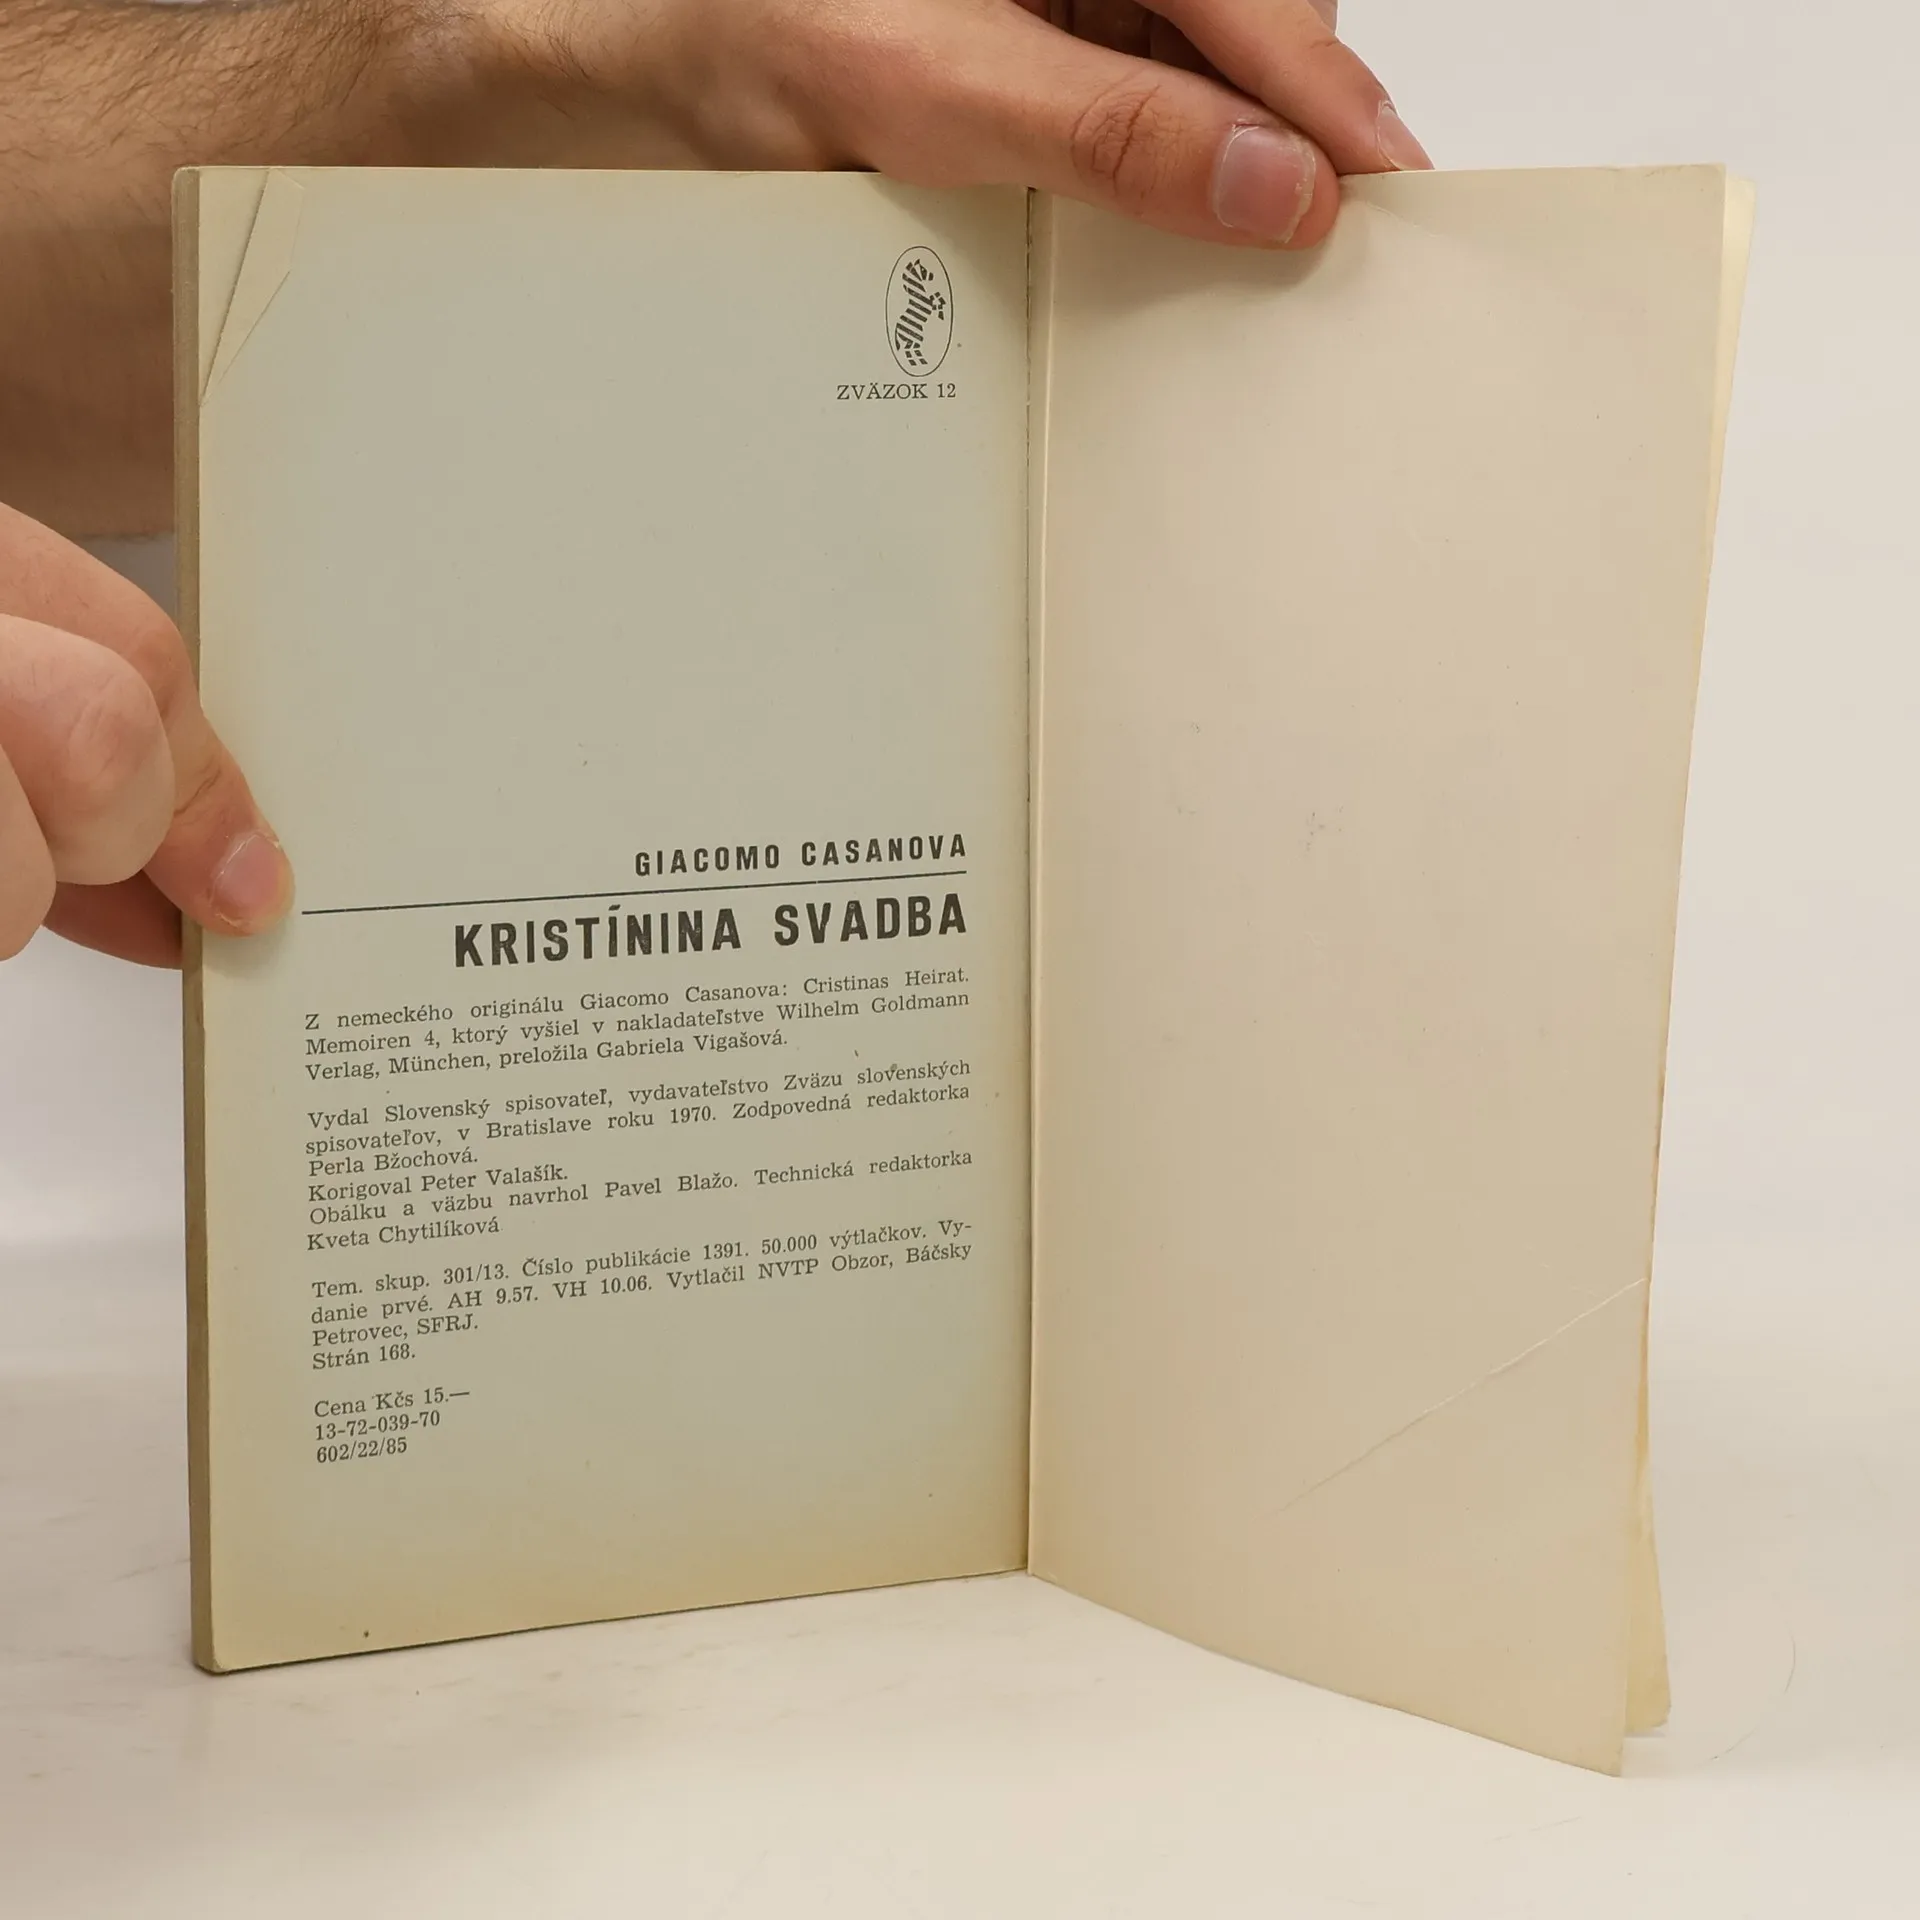 ZVÄZOK 12
GIACOMO CASANOVA
KRISTÍNINA SVADBA
Z nemeckého originálu Giacomo Casanova: Cristinas Heirat.
Memoiren 4, ktorý vyšiel v nakladateľstve Wilhelm Goldmann
Verlag, München, preložila Gabriela Vigašová.
Vydal Slovenský spisovateľ, vydavateľstvo Zväzu slovenských
spisovateľov, v Bratislave roku 1970. Zodpovedná redaktorka
Perla Bžochová.
Korigoval Peter Valašík.
Obálku a väzbu navrhol Pavel Blažo. Technická redaktorka
Kveta Chytilíková
Tem. skup. 301/13. Číslo publikácie 1391. 50.000 výtlačkov. Vy-
danie prvé. AH 9.57. VH 10.06. Vytlačil NVTP Obzor, Báčsky
Petrovec, SFRJ.
Strán 168.
Cena Kčs 15.—
13-72-039-70
602/22/85